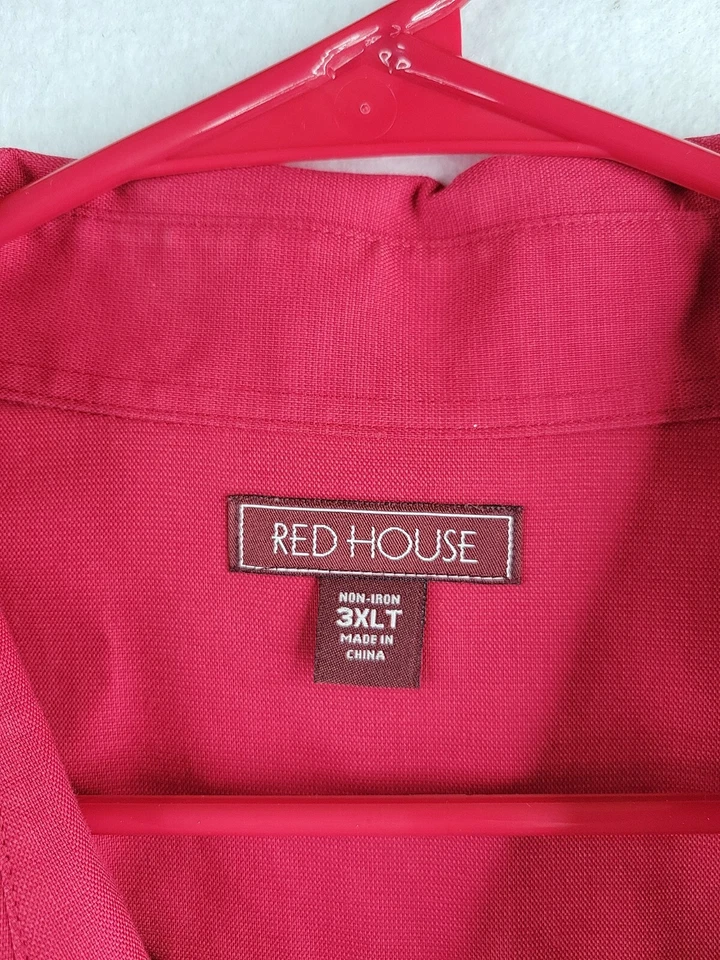 RED HOUSE
NON-IRON
3XLT
MADE IN
CHINA